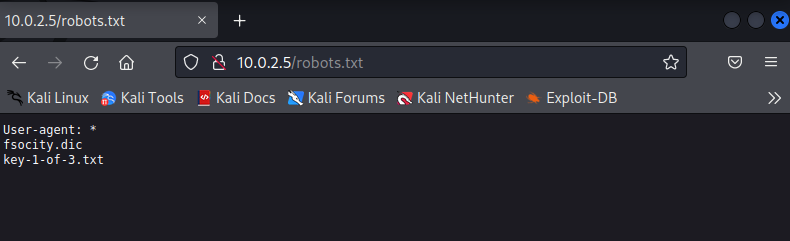 10.0.2.5/robots.txt
10.0.2.5/robots.txt
Kali Linux Kali Tools Kali Docs Kali Forums Kali NetHunter Exploit-DB
User-agent: *
fsocity.dic
key-1-of-3.txt